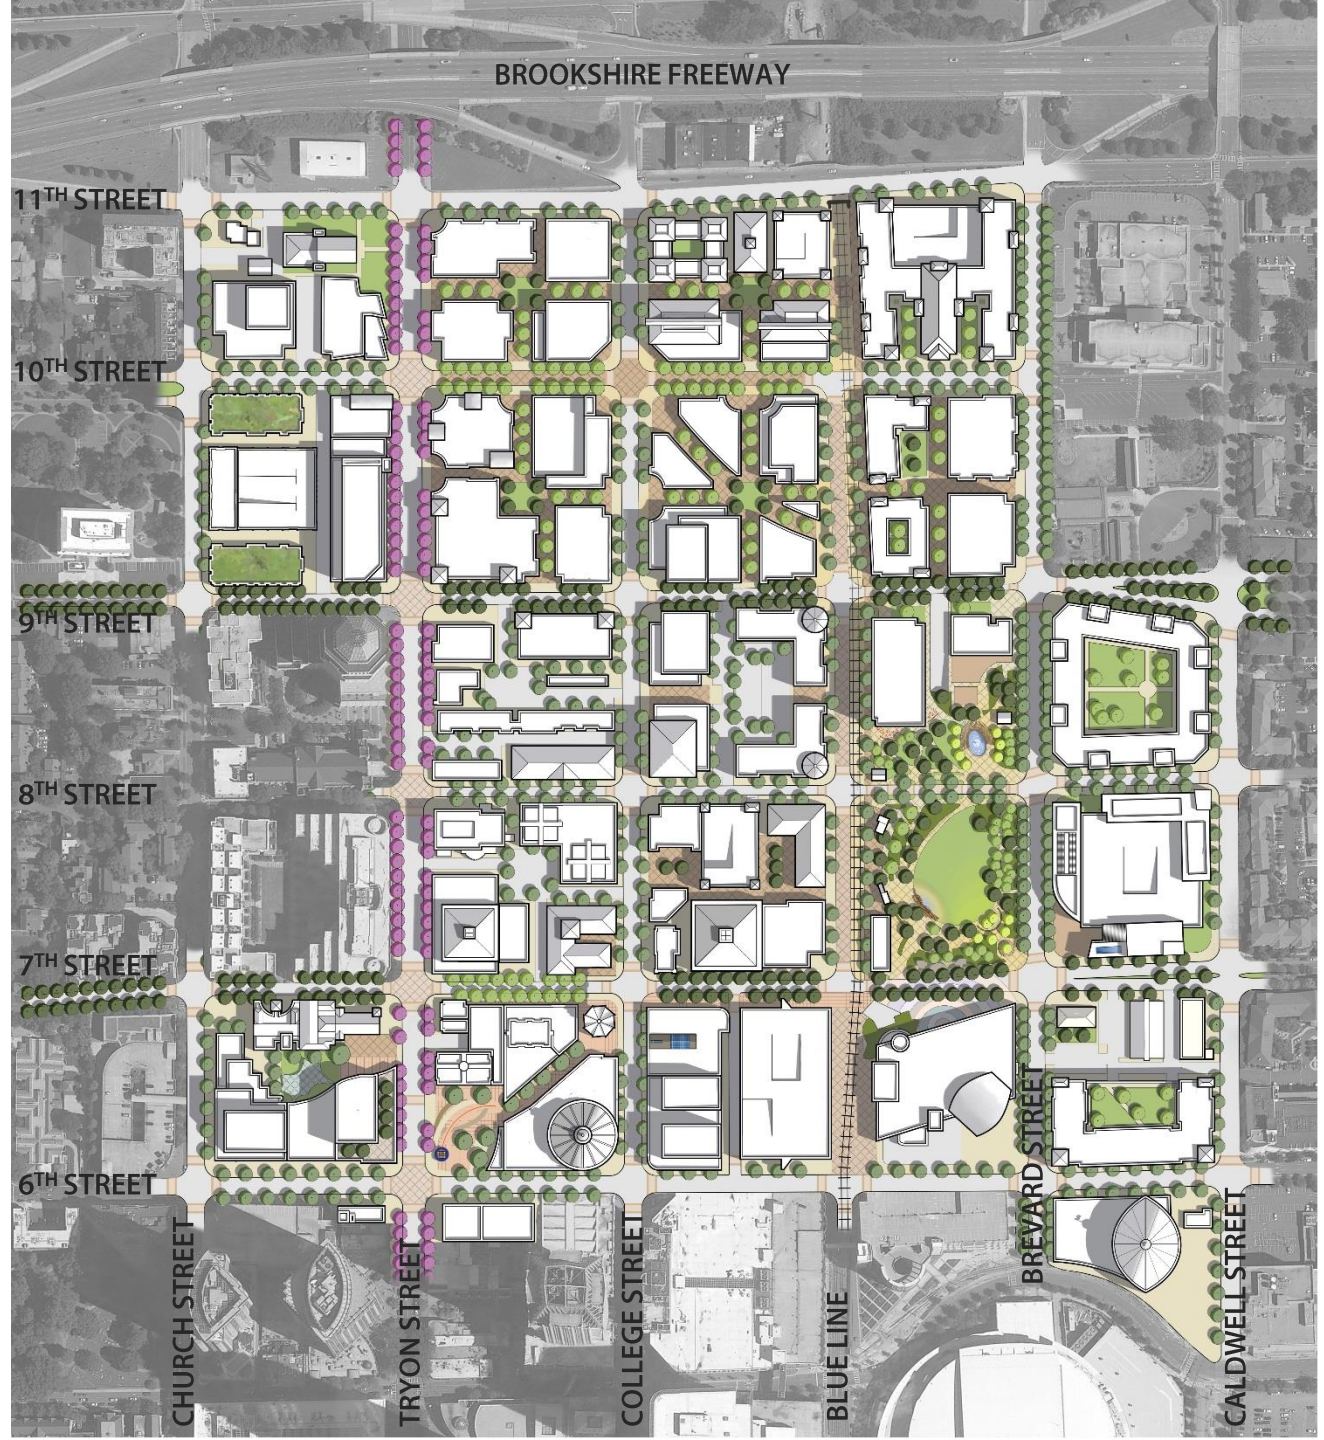 BROOKSHIRE FREEWAY
11TH STREET
10TH STREET
9TH STREET
8TH STREET
7TH STREET
6TH STREET
CHURCH STREET
TRYON STREET
COLLEGE STREET
BLUE LINE
BREVARD STREET
CALDWELL STREET